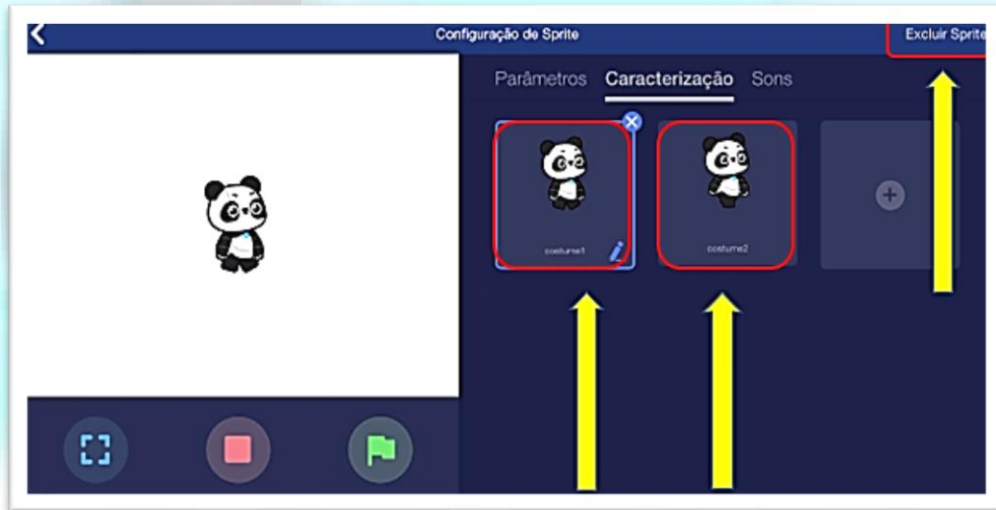 Configuração de Sprite
Excluir Sprite
Parâmetros Caracterização Sons
costume1
costume2